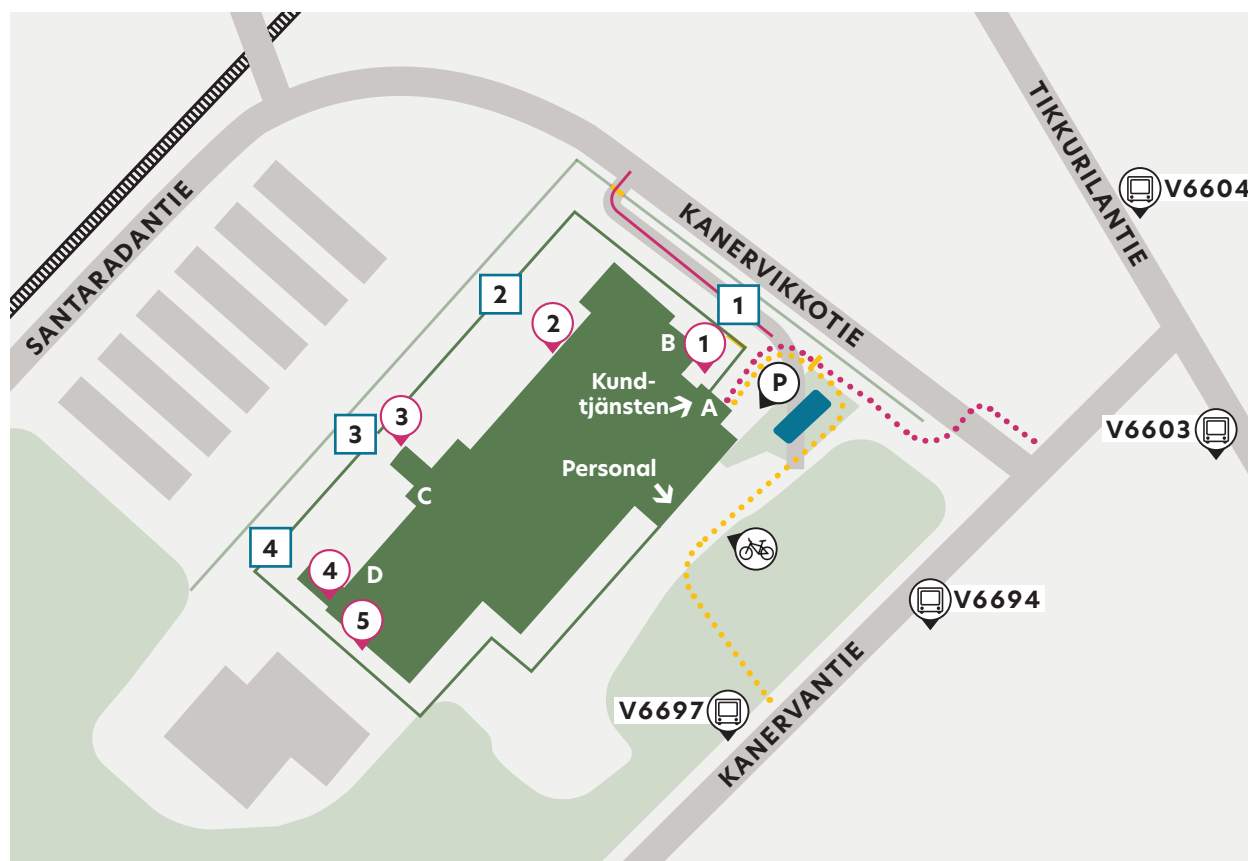 TIKKURILANTIE
V6604
SANTARADANTIE
KANERVIKKOTIE
2
1
2
B
1
Kund-
tjänsten
A
P
3
3
V6603
Personal
C
4
4
D
5
V6694
V6697
KANERVANTIE